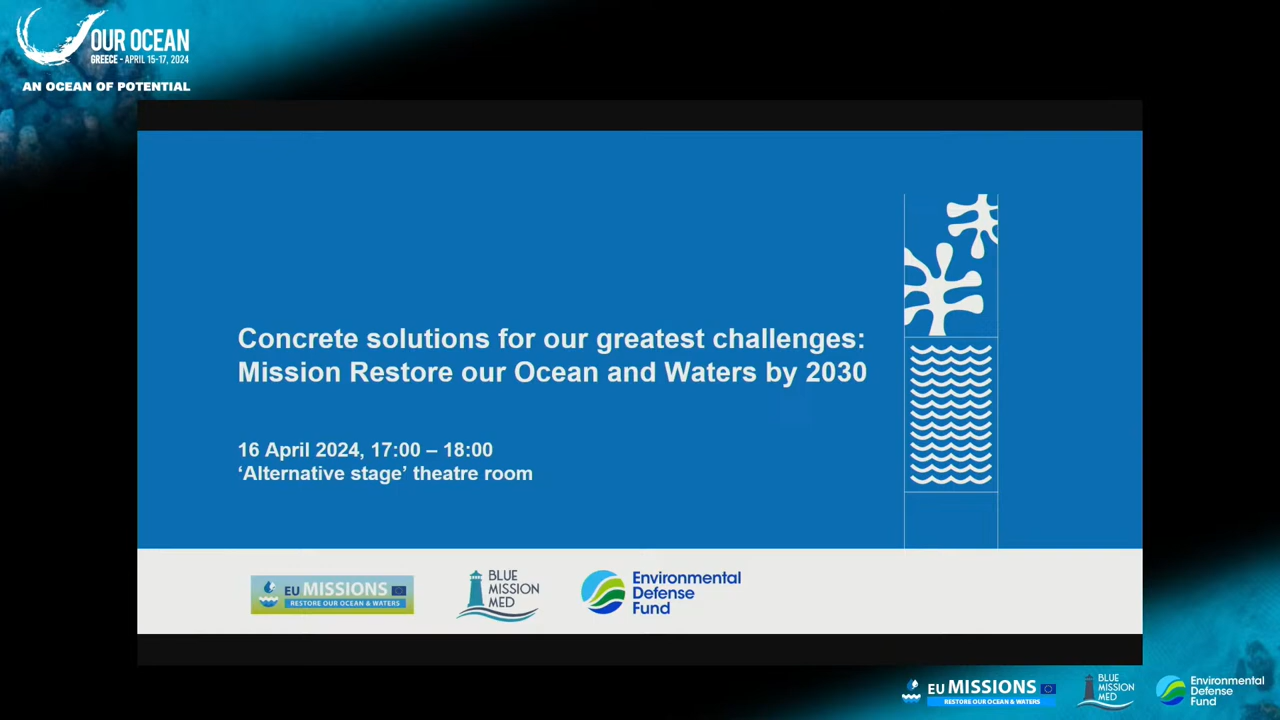 OUR OCEAN
GREECE - APRIL 15-17, 2024
AN OCEAN OF POTENTIAL
Concrete solutions for our greatest challenges:
Mission Restore our Ocean and Waters by 2030
16 April 2024, 17:00 – 18:00
‘Alternative stage’ theatre room
EU MISSIONS
RESTORE OUR OCEAN & WATERS
BLUE
MISSION
MED
Environmental
Defense
Fund
EU MISSIONS
RESTORE OUR OCEAN & WATERS
BLUE
MISSION
MED
Environmental
Defense
Fund